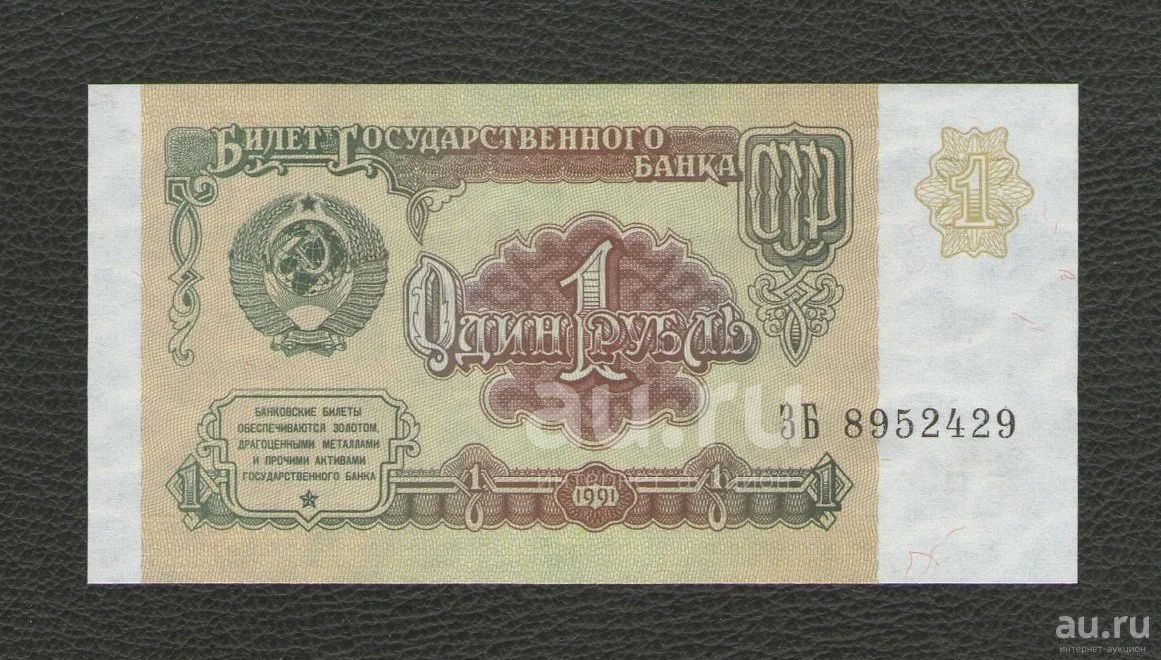 Билет Государственного
Банка
СССР
1
1
Один рубль
БАНКОВСКИЕ БИЛЕТЫ
ОБЕСПЕЧИВАЮТСЯ ЗОЛОТОМ,
ДРАГОЦЕННЫМИ МЕТАЛЛАМИ
И ПРОЧИМИ АКТИВАМИ
ГОСУДАРСТВЕННОГО БАНКА
ЗБ 8952429
1 1 1991 1 1
au.ru
au.ru
интернет-аукцион